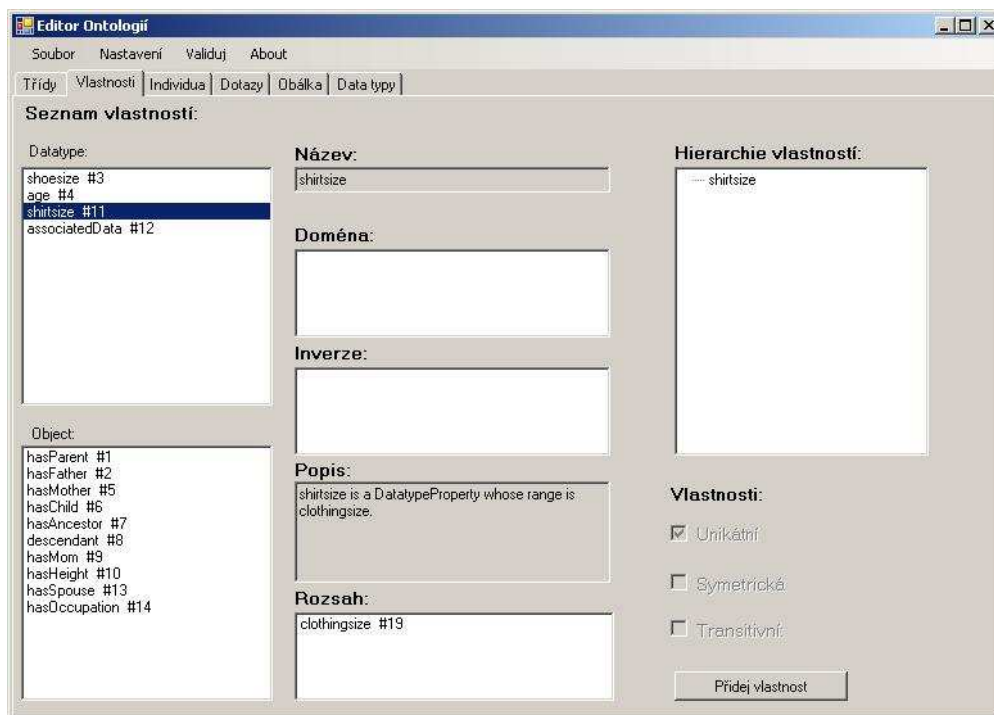 Editor Ontologií
Soubor Nastavení Validuj About
Třídy Vlastnosti Individua Dotazy Obálka Data typy
Seznam vlastností:
Datatype:
shoesize #3
age #4
shirtsize #11
associatedData #12
Object:
hasParent #1
hasFather #2
hasMother #5
hasChild #6
hasAncestor #7
descendant #8
hasMom #9
hasHeight #10
hasSpouse #13
hasOccupation #14
Název:
shirtsize
Doména:
Inverze:
Popis:
shirtsize is a DatatypeProperty whose range is
clothingsize.
Rozsah:
clothingsize #19
Hierarchie vlastností:
shirtsize
Vlastnosti:
Unikátní
Symetrická
Transitivní:
Přidej vlastnost